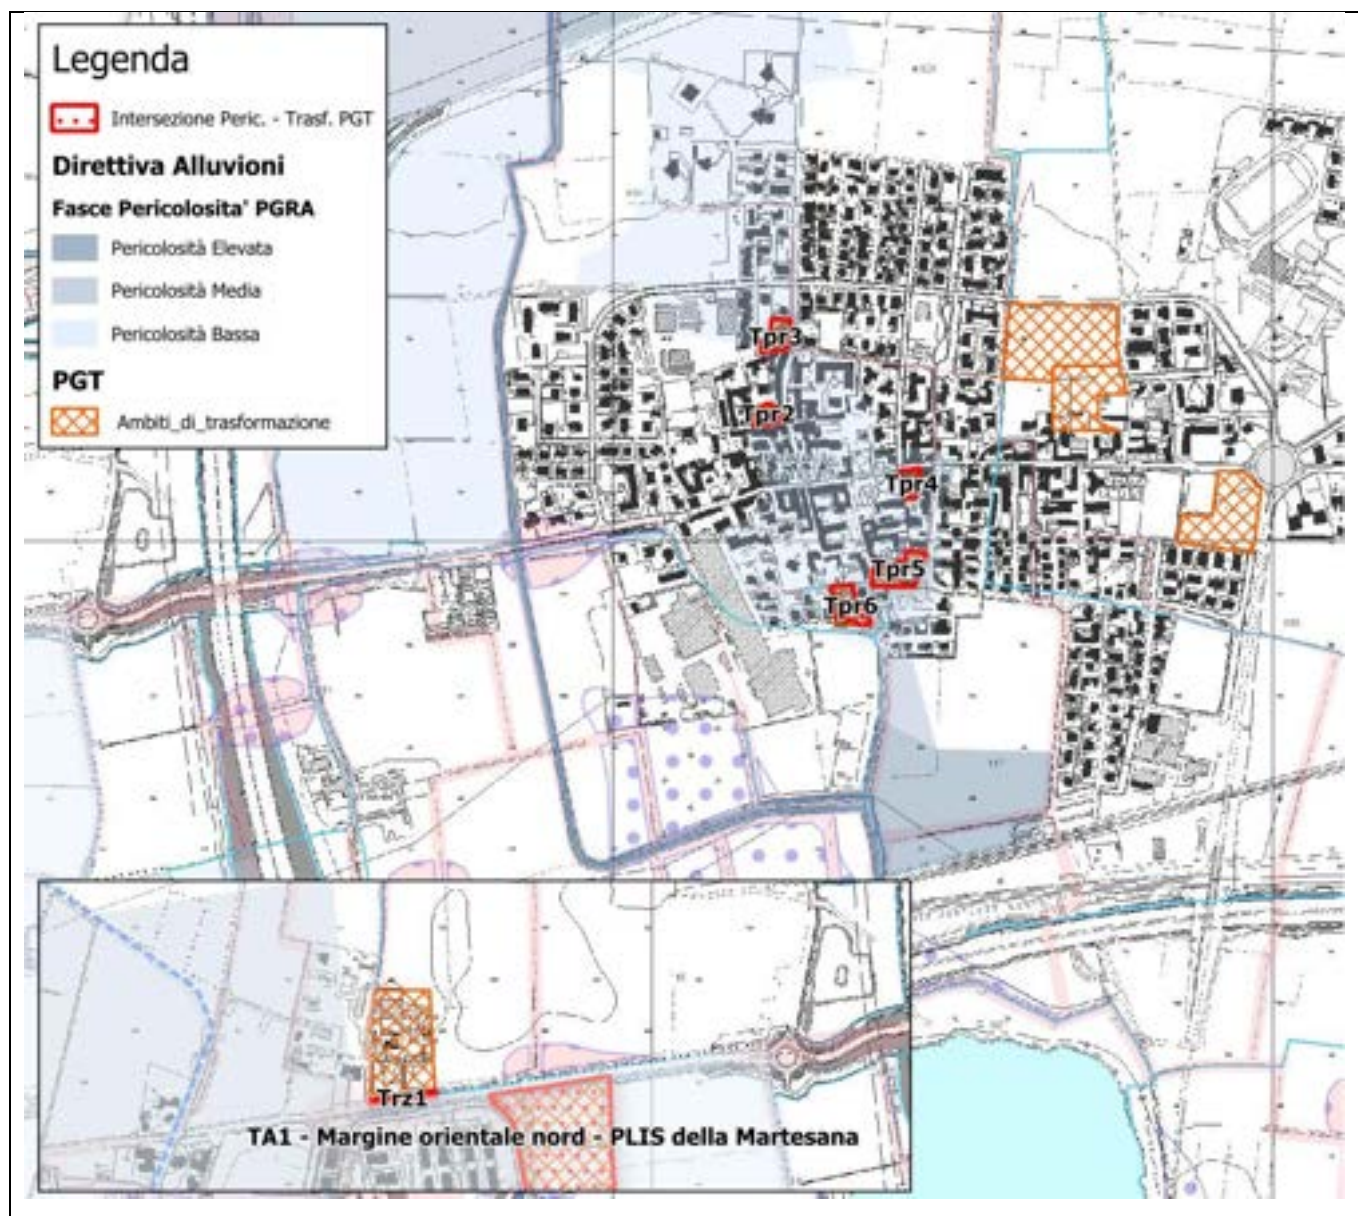 Legenda
Intersezione Peric. - Trasf. PGT
Direttiva Alluvioni
Fasce Pericolosita' PGRA
Pericolosità Elevata
Pericolosità Media
Pericolosità Bassa
PGT
Ambiti_di_trasformazione
Tpr3
Tpr2
Tpr4
Tpr5
Tpr6
Trz1
TA1 - Margine orientale nord - PLIS della Martesana